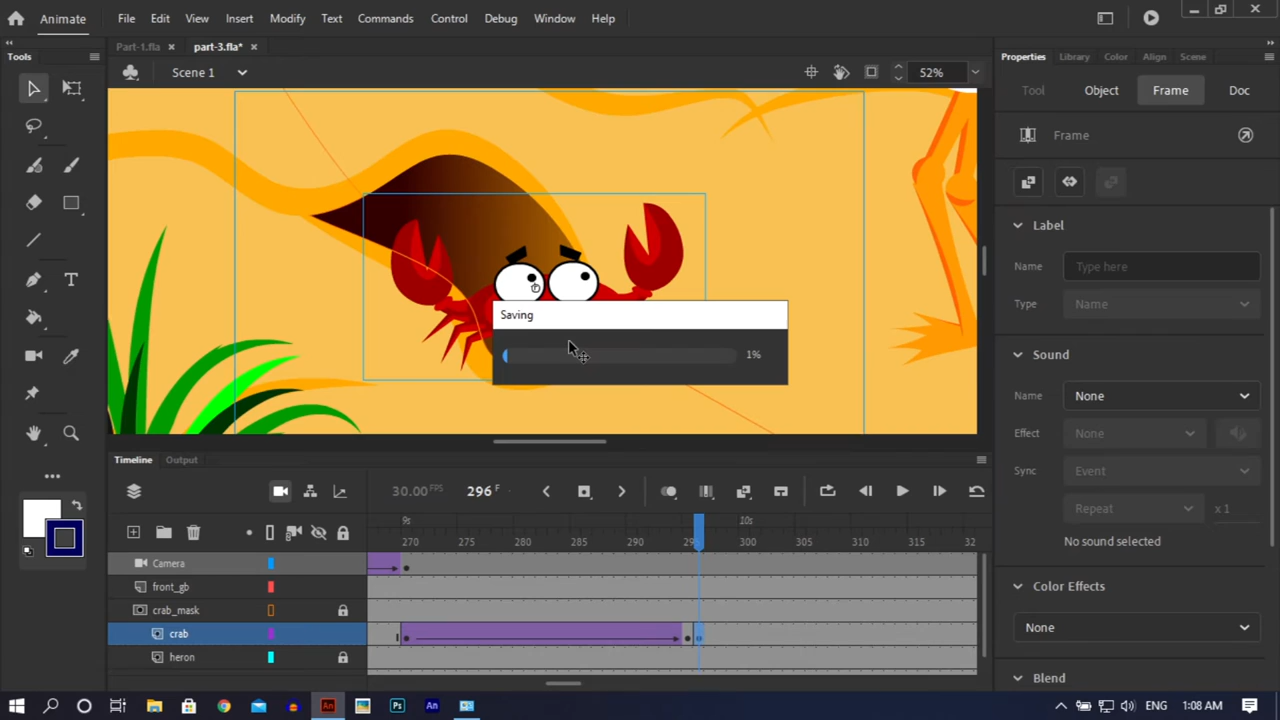 Animate File Edit View Insert Modify Text Commands Control Debug Window Help
Part-1.fla part-3.fla*
Tools
Scene 1 52%
Saving
1%
Properties Library Color Align Scene
Tool Object Frame Doc
Frame
Label
Name Type here
Type Name
Sound
Name None
Effect None
Sync Event
Repeat x 1
No sound selected
Color Effects
None
Blend
Timeline Output
30.00 FPS 296 F
9s 10s
270 275 280 285 290 295 300 305 310 315 32
Camera
front_gb
crab_mask
crab
heron
ENG 1:08 AM